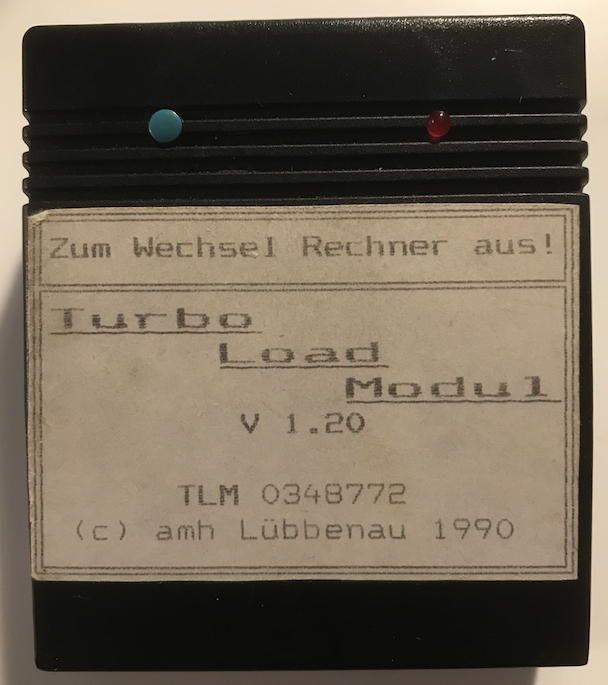 Zum Wechsel Rechner aus!
Turbo
Load
Modul
V 1.20
TLM 0348772
(c) amh Lübbenau 1990